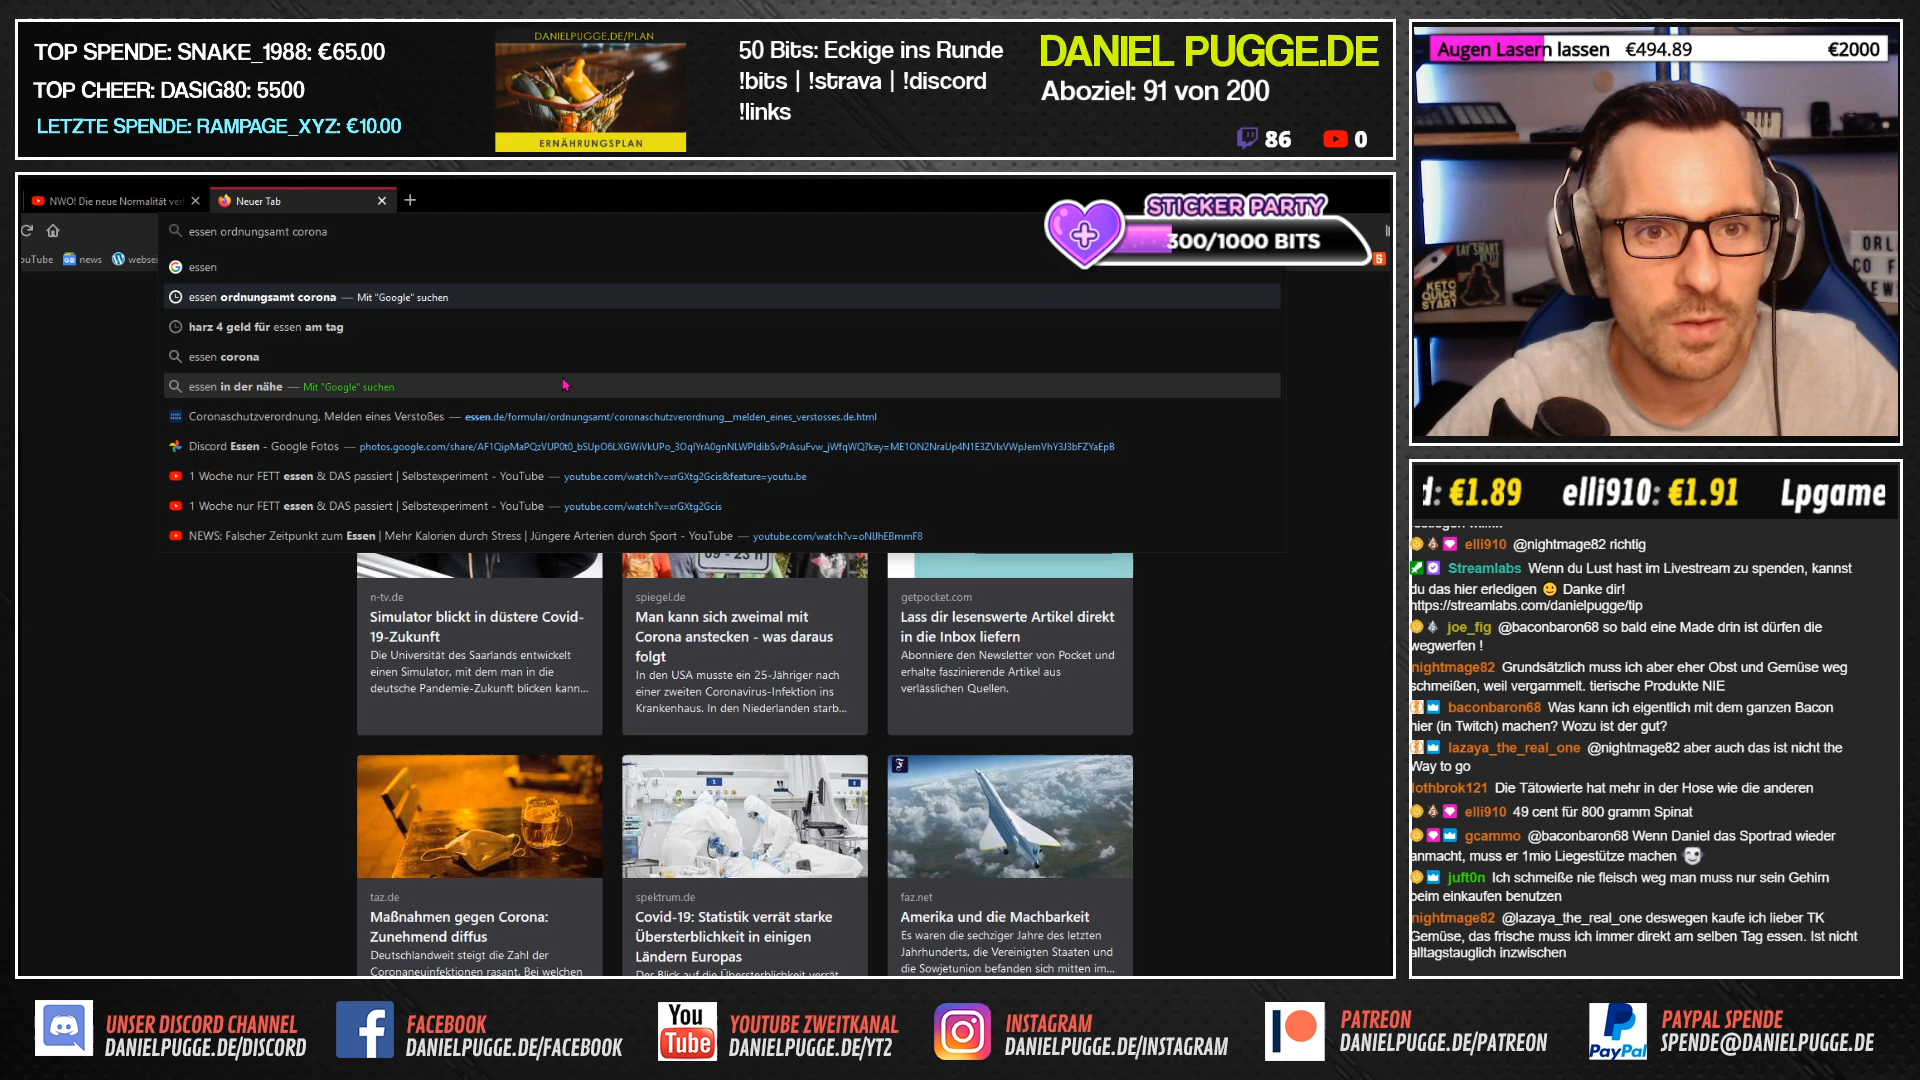 TOP SPENDE: SNAKE_1988: €65.00
TOP CHEER: DASIG80: 5500
LETZTE SPENDE: RAMPAGE_XYZ: €10.00
DANIELPUGGE.DE/PLAN
ERNÄHRUNGSPLAN
50 Bits: Eckige ins Runde
!bits | !strava | !discord
!links
DANIEL PUGGE.DE
Aboziel: 91 von 200
86
0
Augen Lasern lassen €494.89 €2000
EAT SMART
KETO
QUICK
START
NWO! Die neue Normalität ver
Neuer Tab
STICKER PARTY
300/1000 BITS
essen ordnungsamt corona
ouTube news websei
essen
essen ordnungsamt corona — Mit "Google" suchen
harz 4 geld für essen am tag
essen corona
essen in der nähe — Mit "Google" suchen
Coronaschutzverordnung, Melden eines Verstoßes — essen.de/formular/ordnungsamt/coronaschutzverordnung__melden_eines_verstosses.de.html
Discord Essen - Google Fotos —
1 Woche nur FETT essen & DAS passiert | Selbstexperiment - YouTube — youtube.com/watch?v=xrGXtg2Gcis&feature=youtu.be
1 Woche nur FETT essen & DAS passiert | Selbstexperiment - YouTube — youtube.com/watch?v=xrGXtg2Gcis
NEWS: Falscher Zeitpunkt zum Essen | Mehr Kalorien durch Stress | Jüngere Arterien durch Sport - YouTube — youtube.com/watch?v=oNUhEBmmF8
09 - 23 h
n-tv.de
Simulator blickt in düstere Covid-
19-Zukunft
Die Universität des Saarlands entwickelt
einen Simulator, mit dem man in die
deutsche Pandemie-Zukunft blicken kann...
spiegel.de
Man kann sich zweimal mit
Corona anstecken - was daraus
folgt
In den USA musste ein 25-Jähriger nach
einer zweiten Coronavirus-Infektion ins
Krankenhaus. In den Niederlanden starb...
getpocket.com
Lass dir lesenswerte Artikel direkt
in die Inbox liefern
Abonniere den Newsletter von Pocket und
erhalte faszinierende Artikel aus
verlässlichen Quellen.
taz.de
Maßnahmen gegen Corona:
Zunehmend diffus
Deutschlandweit steigt die Zahl der
Coronaneuinfektionen rasant. Bei welchen
spektrum.de
Covid-19: Statistik verrät starke
Übersterblichkeit in einigen
Ländern Europas
Der Blick auf die Übersterblichkeit verrät
faz.net
Amerika und die Machbarkeit
Es waren die sechziger Jahre des letzten
Jahrhunderts, die Vereinigten Staaten und
die Sowjetunion befanden sich mitten im...
d: €1.89 elli910: €1.91 Lpgame
elli910 @nightmage82 richtig
Streamlabs Wenn du Lust hast im Livestream zu spenden, kannst
du das hier erledigen 🙂 Danke dir!
https://streamlabs.com/danielpugge/tip
joe_fig @baconbaron68 so bald eine Made drin ist dürfen die
wegwerfen !
nightmage82 Grundsätzlich muss ich aber eher Obst und Gemüse weg
schmeißen, weil vergammelt. tierische Produkte NIE
baconbaron68 Was kann ich eigentlich mit dem ganzen Bacon
hier (in Twitch) machen? Wozu ist der gut?
lazaya_the_real_one @nightmage82 aber auch das ist nicht the
Way to go
lothbrok121 Die Tätowierte hat mehr in der Hose wie die anderen
elli910 49 cent für 800 gramm Spinat
gcammo @baconbaron68 Wenn Daniel das Sportrad wieder
anmacht, muss er 1mio Liegestütze machen
juft0n Ich schmeiße nie fleisch weg man muss nur sein Gehirn
beim einkaufen benutzen
nightmage82 @lazaya_the_real_one deswegen kaufe ich lieber TK
Gemüse, das frische muss ich immer direkt am selben Tag essen. Ist nicht
alltagstauglich inzwischen
UNSER DISCORD CHANNEL
DANIELPUGGE.DE/DISCORD
FACEBOOK
DANIELPUGGE.DE/FACEBOOK
You
Tube
YOUTUBE ZWEITKANAL
DANIELPUGGE.DE/YT2
INSTAGRAM
DANIELPUGGE.DE/INSTAGRAM
PATREON
DANIELPUGGE.DE/PATREON
PayPal
PAYPAL SPENDE
SPENDE@DANIELPUGGE.DE